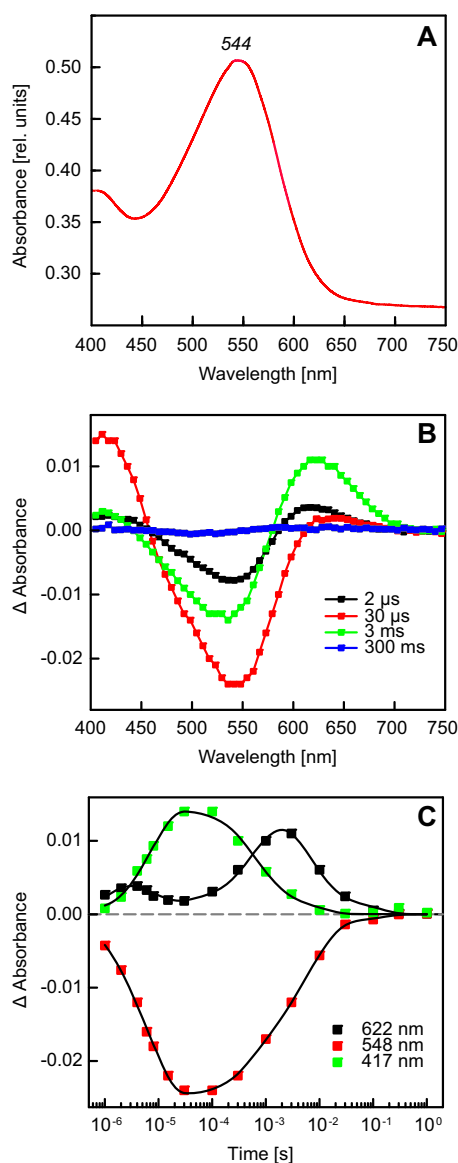 A
544
Absorbance [rel. units]
0.50
0.45
0.40
0.35
0.30
400 450 500 550 600 650 700 750
Wavelength [nm]
B
Δ Absorbance
0.01
0.00
-0.01
-0.02
2 µs
30 µs
3 ms
300 ms
400 450 500 550 600 650 700 750
Wavelength [nm]
C
Δ Absorbance
0.01
0.00
-0.01
-0.02
622 nm
548 nm
417 nm
10⁻⁶ 10⁻⁵ 10⁻⁴ 10⁻³ 10⁻² 10⁻¹ 10⁰
Time [s]